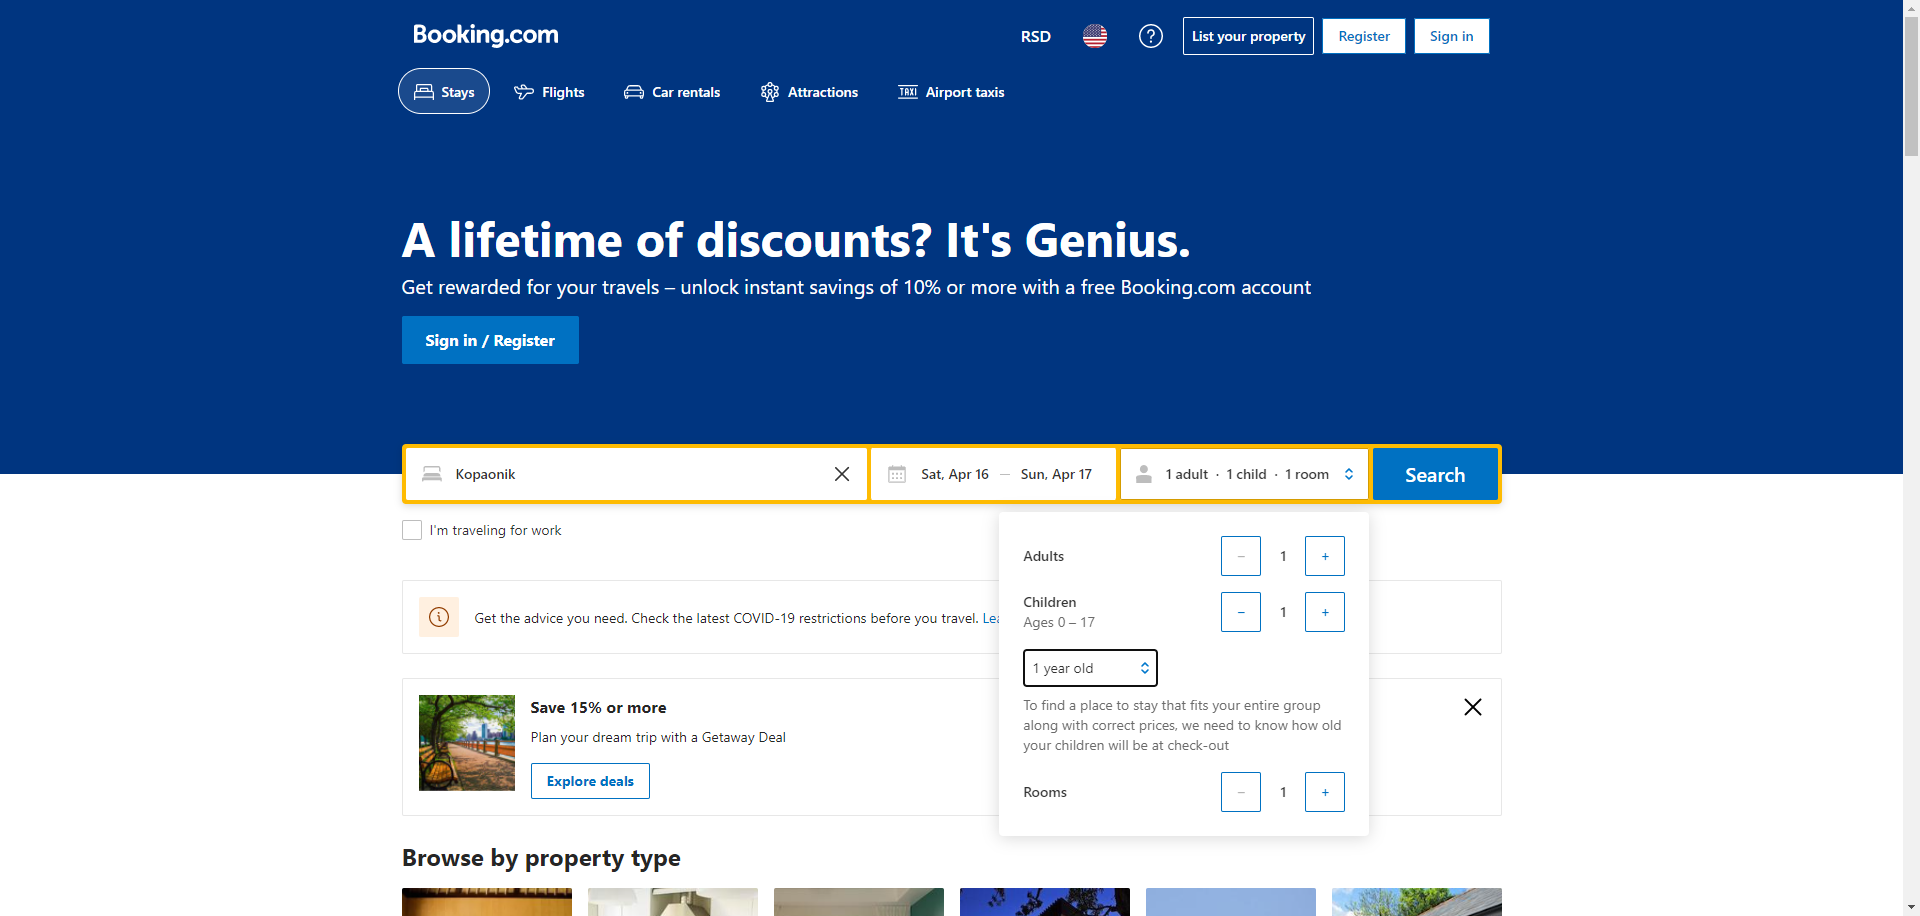 Booking.com
RSD
List your property
Register
Sign in
Stays
Flights
Car rentals
Attractions
TAXI
Airport taxis
A lifetime of discounts? It's Genius.
Get rewarded for your travels – unlock instant savings of 10% or more with a free Booking.com account
Sign in / Register
Kopaonik
Sat, Apr 16 — Sun, Apr 17
1 adult · 1 child · 1 room
Search
I'm traveling for work
Adults
− 1 +
Children
Ages 0 – 17
− 1 +
1 year old
To find a place to stay that fits your entire group
along with correct prices, we need to know how old
your children will be at check-out
Rooms
− 1 +
Get the advice you need. Check the latest COVID-19 restrictions before you travel. Lea
Save 15% or more
Plan your dream trip with a Getaway Deal
Explore deals
Browse by property type